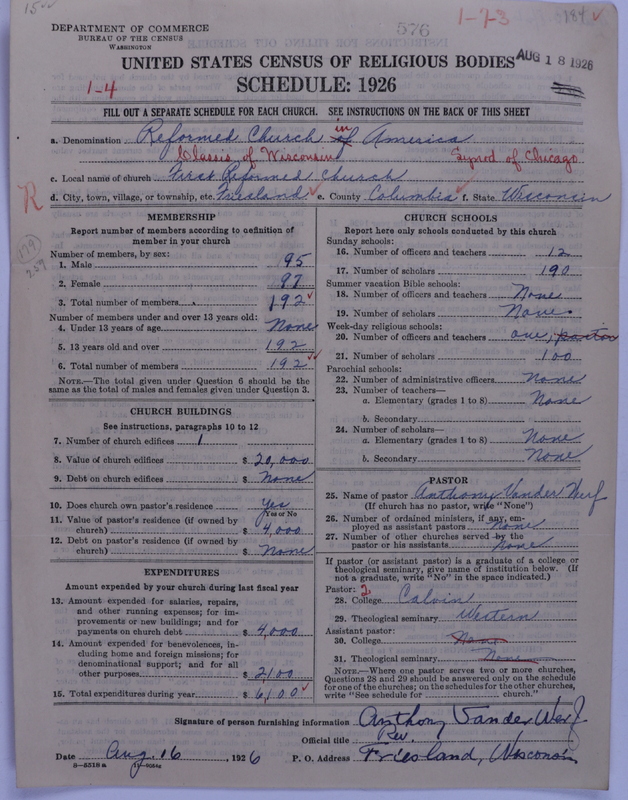 576
1-7-3
184 ✓
DEPARTMENT OF COMMERCE
BUREAU OF THE CENSUS
WASHINGTON
UNITED STATES CENSUS OF RELIGIOUS BODIES
AUG 18 1926
1-4
SCHEDULE: 1926
FILL OUT A SEPARATE SCHEDULE FOR EACH CHURCH. SEE INSTRUCTIONS ON THE BACK OF THIS SHEET
a. Denomination Reformed Church in America
Classis of Wisconsin Synod of Chicago
c. Local name of church First Reformed Church
R
d. City, town, village, or township, etc. Friesland ✓ e. County Columbia ✓ f. State Wisconsin
MEMBERSHIP
Report number of members according to definition of
member in your church
Number of members, by sex:
1. Male 95
2. Female 97
3. Total number of members 192 ✓
Number of members under and over 13 years old:
4. Under 13 years of age None
5. 13 years old and over 192
6. Total number of members 192 ✓✓
NOTE.—The total given under Question 6 should be the
same as the total of males and females given under Question 3.
CHURCH BUILDINGS
See instructions, paragraphs 10 to 12
7. Number of church edifices 1
8. Value of church edifices $ 20,000
9. Debt on church edifices $ None
10. Does church own pastor's residence Yes
Yes or No
11. Value of pastor's residence (if owned by
church) $ 4,000
12. Debt on pastor's residence (if owned by
church) $ None
EXPENDITURES
Amount expended by your church during last fiscal year
13. Amount expended for salaries, repairs,
and other running expenses; for im-
provements or new buildings; and for
payments on church debt $ 4,000
14. Amount expended for benevolences, in-
cluding home and foreign missions; for
denominational support; and for all
other purposes $ 2100
15. Total expenditures during year $ 6,100 ✓
CHURCH SCHOOLS
Report here only schools conducted by this church
Sunday schools:
16. Number of officers and teachers 12
17. Number of scholars 190
Summer vacation Bible schools:
18. Number of officers and teachers None
19. Number of scholars None
Week-day religious schools:
20. Number of officers and teachers one, pastor
21. Number of scholars 100
Parochial schools:
22. Number of administrative officers None
23. Number of teachers—
a. Elementary (grades 1 to 8) None
b. Secondary
24. Number of scholars—
a. Elementary (grades 1 to 8) None
b. Secondary None
PASTOR
25. Name of pastor Anthony Vander Werf
(If church has no pastor, write "None")
26. Number of ordained ministers, if any, em-
ployed as assistant pastors none
27. Number of other churches served by the
pastor or his assistants none
If pastor (or assistant pastor) is a graduate of a college or
theological seminary, give name of institution below. (If
not a graduate, write "No" in the space indicated.)
Pastor: 2
28. College Calvin
29. Theological seminary Western
Assistant pastor:
30. College None
31. Theological seminary None
NOTE.—Where one pastor serves two or more churches,
Questions 28 and 29 should be answered only on the schedule
for one of the churches; on the schedules for the other churches,
write "See schedule for church."
Signature of person furnishing information Anthony Vander Werf
Official title Rev.
Date Aug. 16, 1926 P. O. Address Friesland, Wisconsin
8-5518a